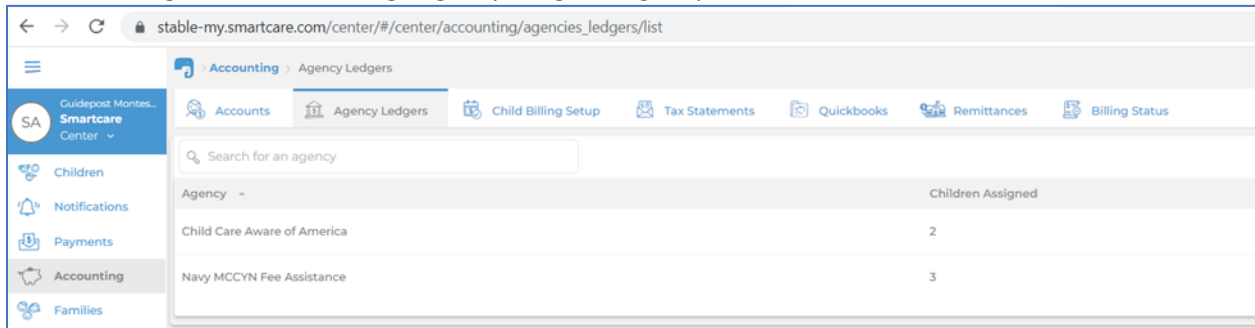 stable-my.smartcare.com/center/#/center/accounting/agencies_ledgers/list
Accounting > Agency Ledgers
SA
Guidepost Montes...
Smartcare
Center
Accounts Agency Ledgers Child Billing Setup Tax Statements Quickbooks Remittances Billing Status
Search for an agency
Children
Notifications
Payments
Accounting
Families
Agency Children Assigned
Child Care Aware of America 2
Navy MCCYN Fee Assistance 3